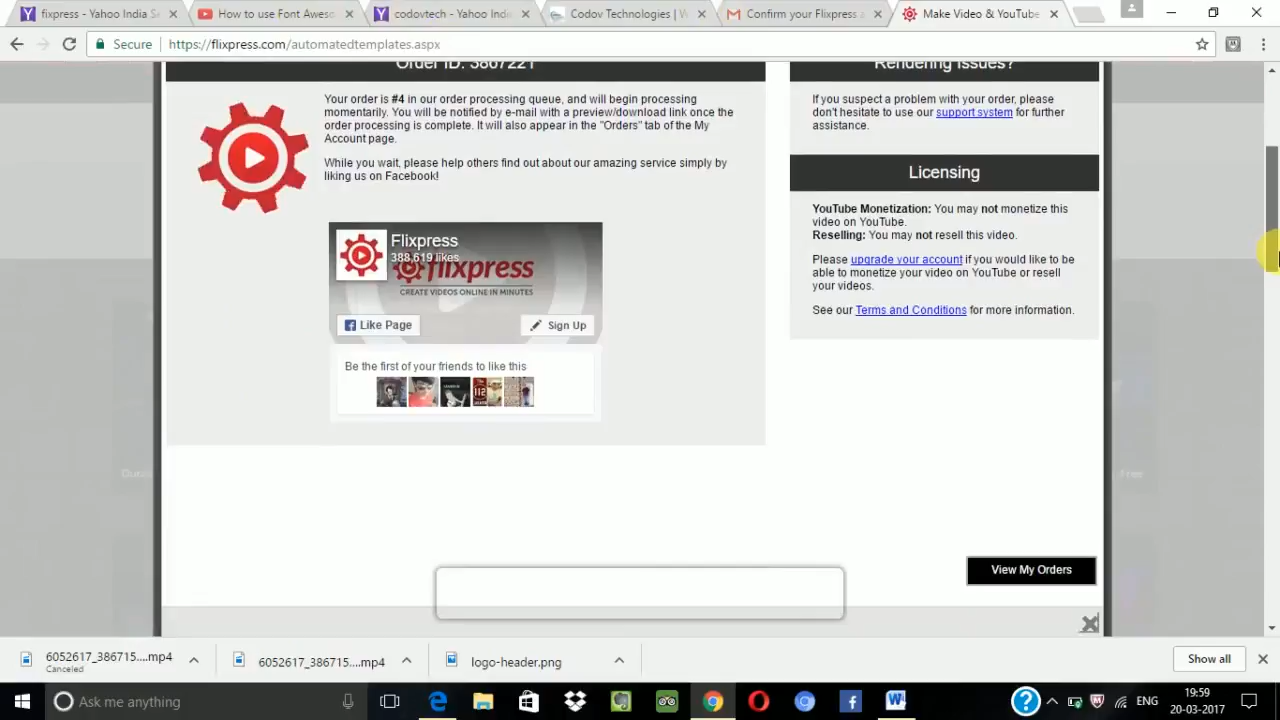 fixpress - Yahoo India S
How to use Font Aweso
codovtech - Yahoo India
Codov Technologies | W
Confirm your Flixpress a
Make Video & YouTube
Secure
https://flixpress.com/automatedtemplates.aspx
Order ID: 3867221
Your order is #4 in our order processing queue, and will begin processing
momentarily. You will be notified by e-mail with a preview/download link once the
order processing is complete. It will also appear in the "Orders" tab of the My
Account page.
While you wait, please help others find out about our amazing service simply by
liking us on Facebook!
Flixpress
388,619 likes
flixpress
CREATE VIDEOS ONLINE IN MINUTES
Like Page
Sign Up
Be the first of your friends to like this
Rendering Issues?
If you suspect a problem with your order, please
don't hesitate to use our support system for further
assistance.
Licensing
YouTube Monetization: You may not monetize this
video on YouTube.
Reselling: You may not resell this video.
Please upgrade your account if you would like to be
able to monetize your video on YouTube or resell
your videos.
See our Terms and Conditions for more information.
View My Orders
6052617_386715....mp4
Canceled
6052617_386715....mp4
logo-header.png
Show all
Ask me anything
ENG
19:59
20-03-2017